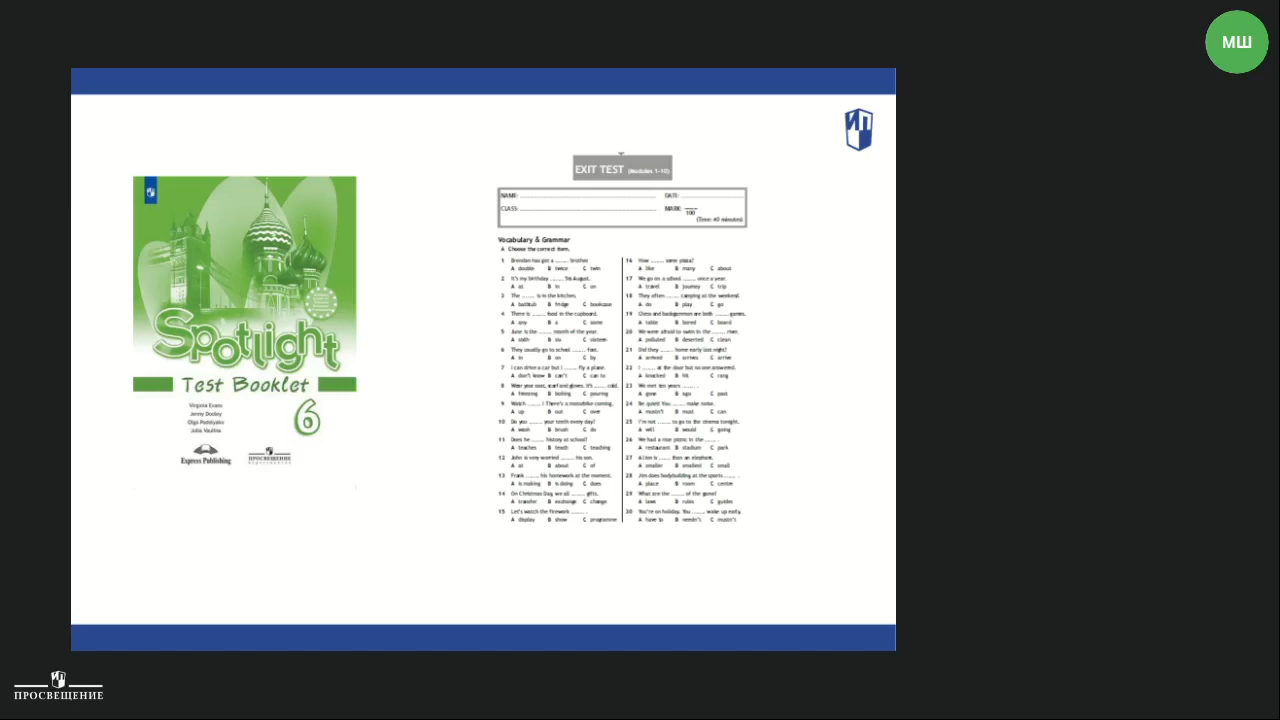 МШ
EXIT TEST (Modules 1-10)
NAME:
DATE:
CLASS:
MARK:
100
(Time: 40 minutes)
Vocabulary & Grammar
A Choose the correct item.
1 Brendan has got a ........ brother.
A double B twice C twin
2 It's my birthday ........ 5th August.
A at B in C on
3 The ........ is in the kitchen.
A bathtub B fridge C bookcase
4 There is ........ food in the cupboard.
A any B a C some
5 June is the ........ month of the year.
A sixth B six C sixteen
6 They usually go to school ........ foot.
A in B on C by
7 I can drive a car but I ........ fly a plane.
A don't know B can't C can to
8 Wear your coat, scarf and gloves. It's ........ cold.
A freezing B boiling C pouring
9 Watch ........ ! There's a motorbike coming.
A up B out C over
10 Do you ........ your teeth every day?
A wash B brush C do
11 Does he ........ history at school?
A teaches B teach C teaching
12 John is very worried ........ his son.
A at B about C of
13 Frank ........ his homework at the moment.
A is making B is doing C does
14 On Christmas Day, we all ........ gifts.
A transfer B exchange C change
15 Let's watch the firework ........ .
A display B show C programme
16 How ........ some pizza?
A like B many C about
17 We go on a school ........ once a year.
A travel B journey C trip
18 They often ........ camping at the weekend.
A do B play C go
19 Chess and backgammon are both ........ games.
A table B bored C board
20 We were afraid to swim in the ........ river.
A polluted B deserted C clean
21 Did they ........ home early last night?
A arrived B arrives C arrive
22 I ........ at the door but no one answered.
A knocked B hit C rang
23 We met ten years ........ .
A gone B ago C past
24 Be quiet! You ........ make noise.
A mustn't B must C can
25 I'm not ........ to go to the cinema tonight.
A will B would C going
26 We had a nice picnic in the ........ .
A restaurant B stadium C park
27 A lion is ........ than an elephant.
A smaller B smallest C small
28 Jim does bodybuilding at the sports ........ .
A place B room C centre
29 What are the ........ of the game?
A laws B rules C guides
30 You're on holiday. You ........ wake up early.
A have to B needn't C mustn't
Spotlight
Test Booklet
6
Virginia Evans
Jenny Dooley
Olga Podolyako
Julia Vaulina
Express Publishing
ПРОСВЕЩЕНИЕ
ПРОСВЕЩЕНИЕ